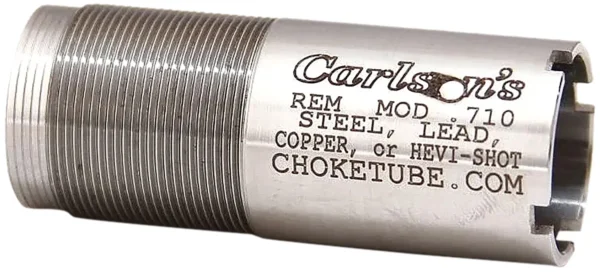 Carlson's
REM MOD .710
STEEL, LEAD,
COPPER, or HEVI-SHOT
CHOKETUBE.COM